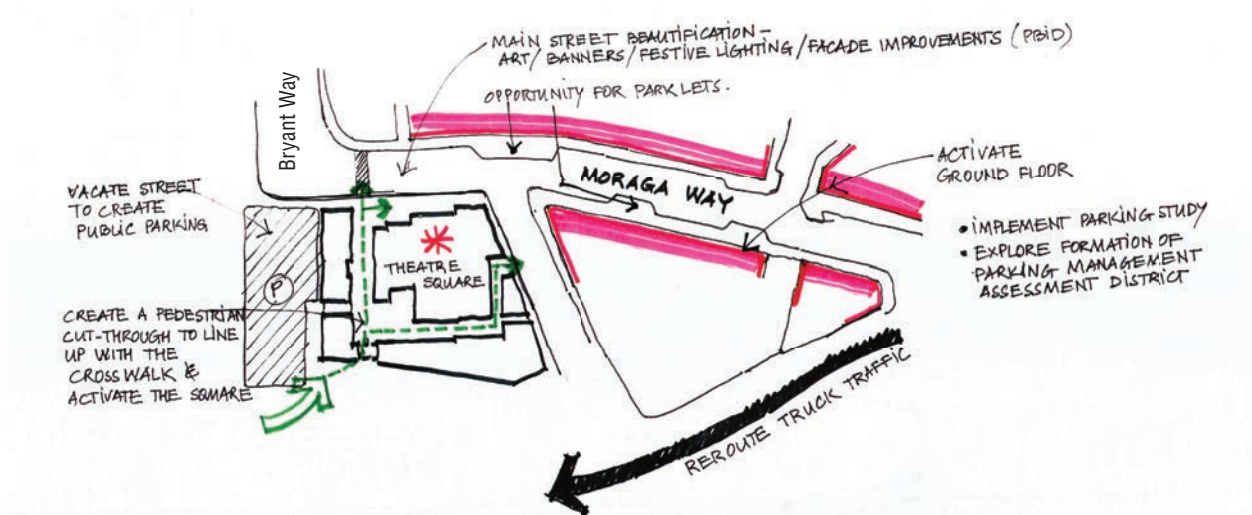 MAIN STREET BEAUTIFICATION -
ART / BANNERS / FESTIVE LIGHTING / FACADE IMPROVEMENTS (PBID)
OPPORTUNITY FOR PARKLETS.
Bryant Way
VACATE STREET
TO CREATE
PUBLIC PARKING
MORAGA WAY
ACTIVATE
GROUND FLOOR
• IMPLEMENT PARKING STUDY
• EXPLORE FORMATION OF
PARKING MANAGEMENT
ASSESSMENT DISTRICT
THEATRE
SQUARE
P
CREATE A PEDESTRIAN
CUT-THROUGH TO LINE
UP WITH THE
CROSSWALK &
ACTIVATE THE SQUARE
REROUTE TRUCK TRAFFIC